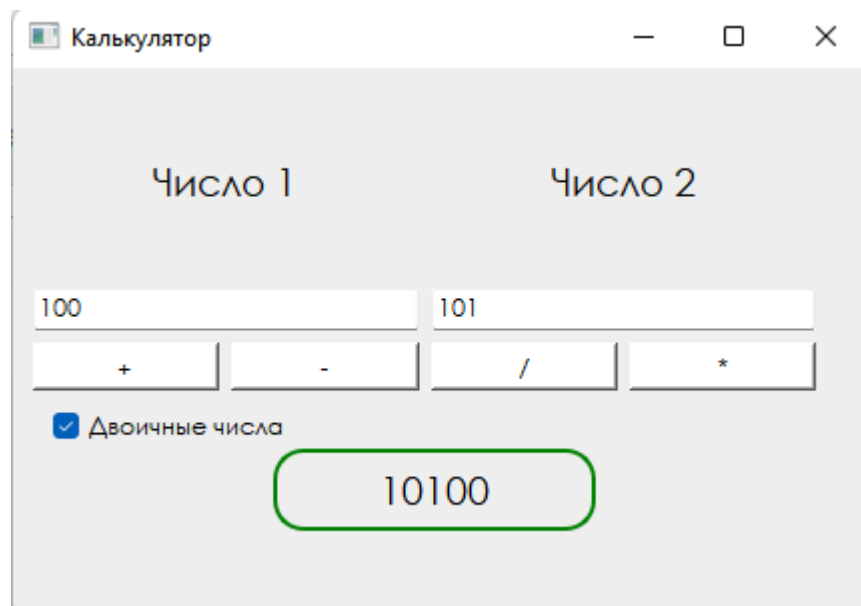 Калькулятор
Число 1 Число 2
100 101
+ - / *
Двоичные числа
10100